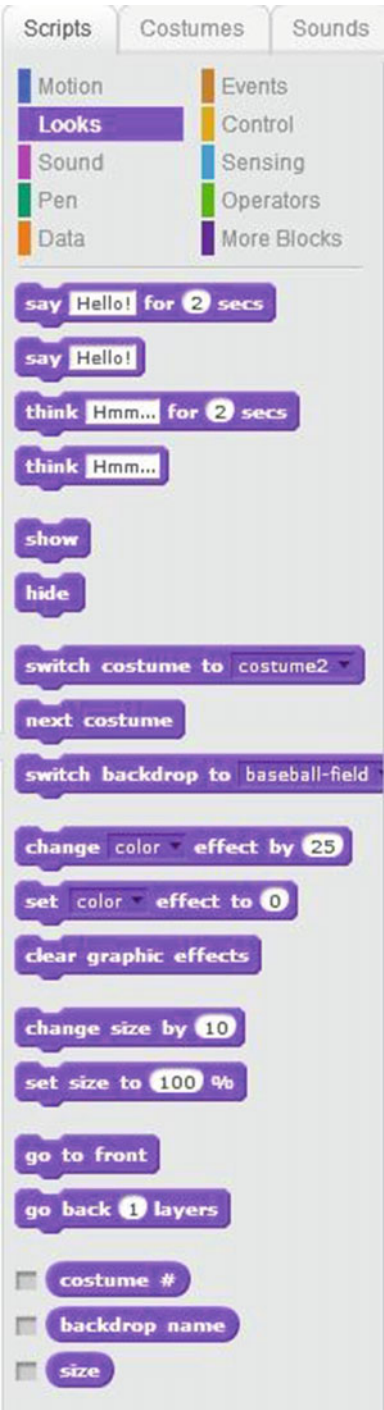 Scripts Costumes Sounds
Motion Events
Looks Control
Sound Sensing
Pen Operators
Data More Blocks
say Hello! for 2 secs
say Hello!
think Hmm... for 2 secs
think Hmm...
show
hide
switch costume to costume2
next costume
switch backdrop to baseball-field
change color effect by 25
set color effect to 0
clear graphic effects
change size by 10
set size to 100 %
go to front
go back 1 layers
costume #
backdrop name
size